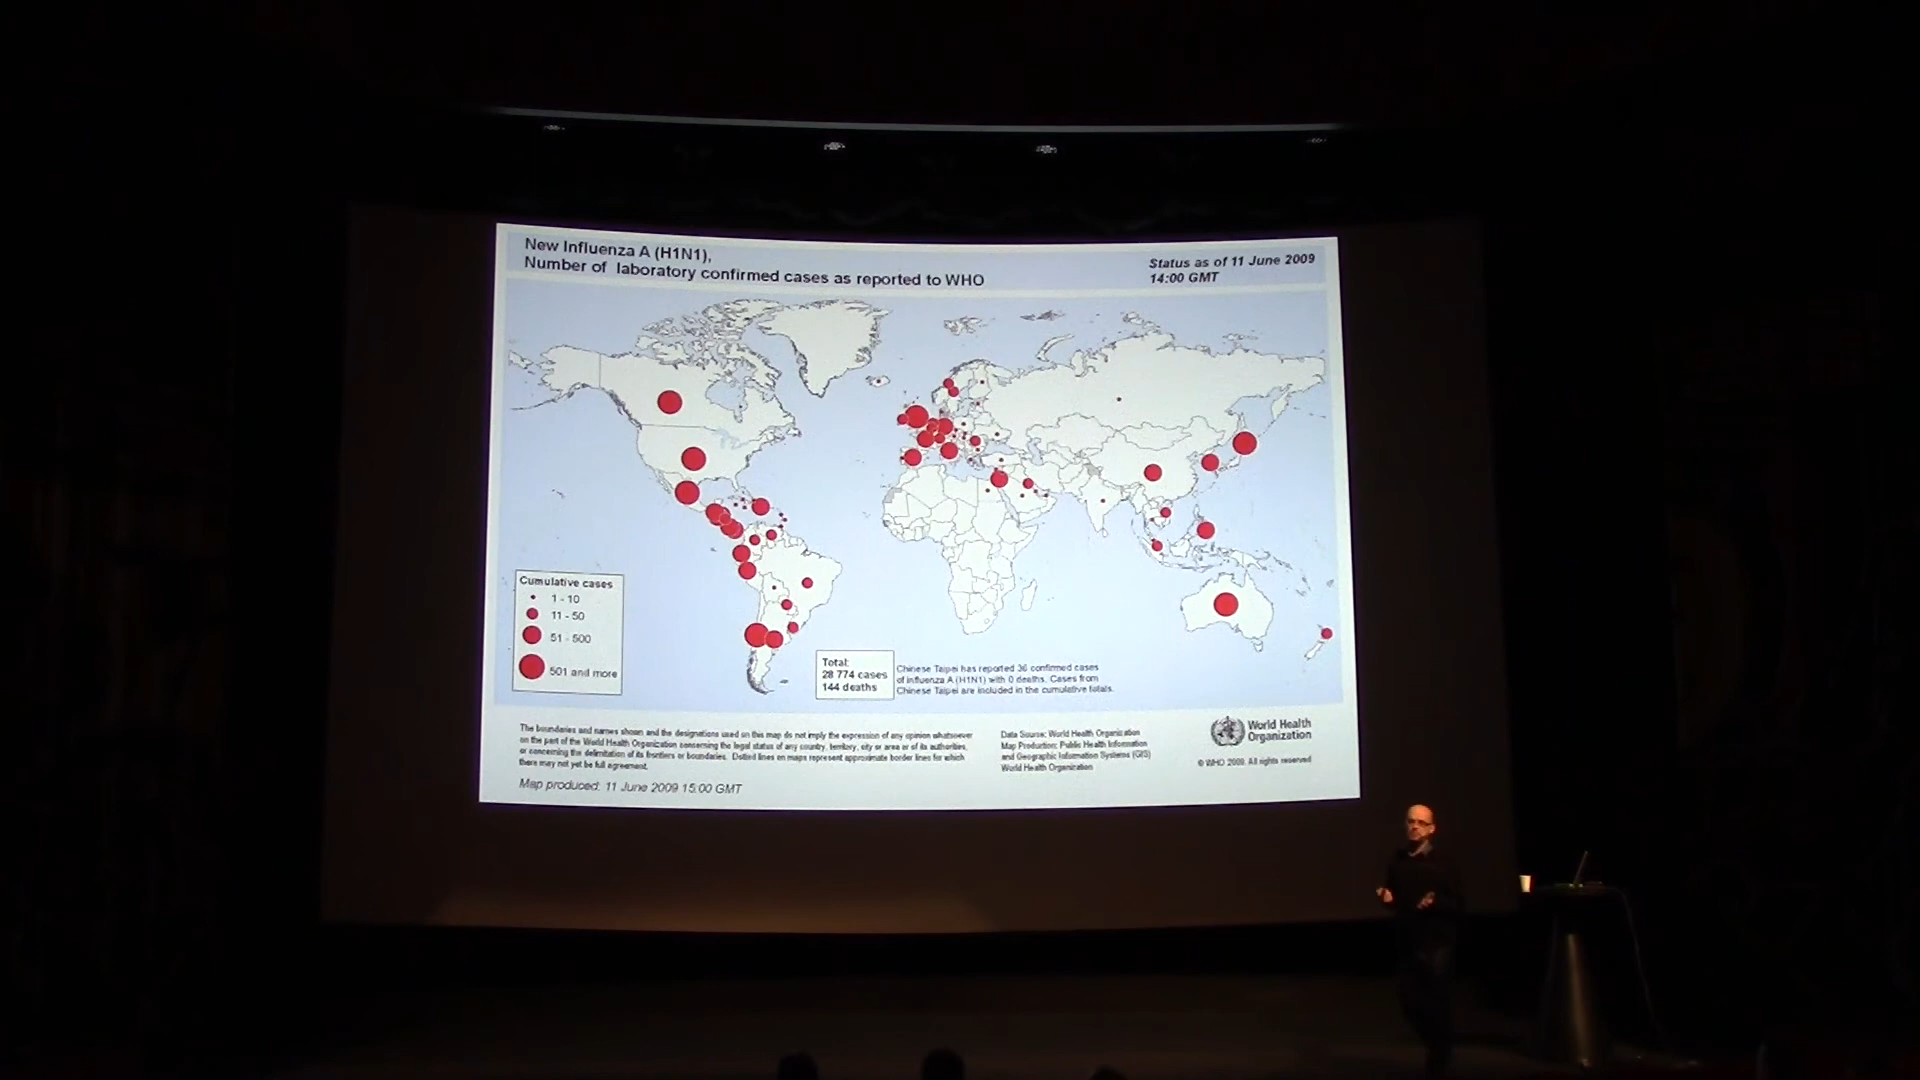 New Influenza A (H1N1),
Number of laboratory confirmed cases as reported to WHO
Status as of 11 June 2009
14:00 GMT
Cumulative cases
1 - 10
11 - 50
51 - 500
501 and more
Total:
28 774 cases
144 deaths
Chinese Taipei has reported 36 confirmed cases
of influenza A (H1N1) with 0 deaths. Cases from
Chinese Taipei are included in the cumulative totals.
The boundaries and names shown and the designations used on this map do not imply the expression of any opinion whatsoever
on the part of the World Health Organization concerning the legal status of any country, territory, city or area or of its authorities,
or concerning the delimitation of its frontiers or boundaries. Dotted lines on maps represent approximate border lines for which
there may not yet be full agreement.
Data Source: World Health Organization
Map Production: Public Health Information
and Geographic Information Systems (GIS)
World Health Organization
World Health
Organization
© WHO 2009. All rights reserved
Map produced: 11 June 2009 15:00 GMT